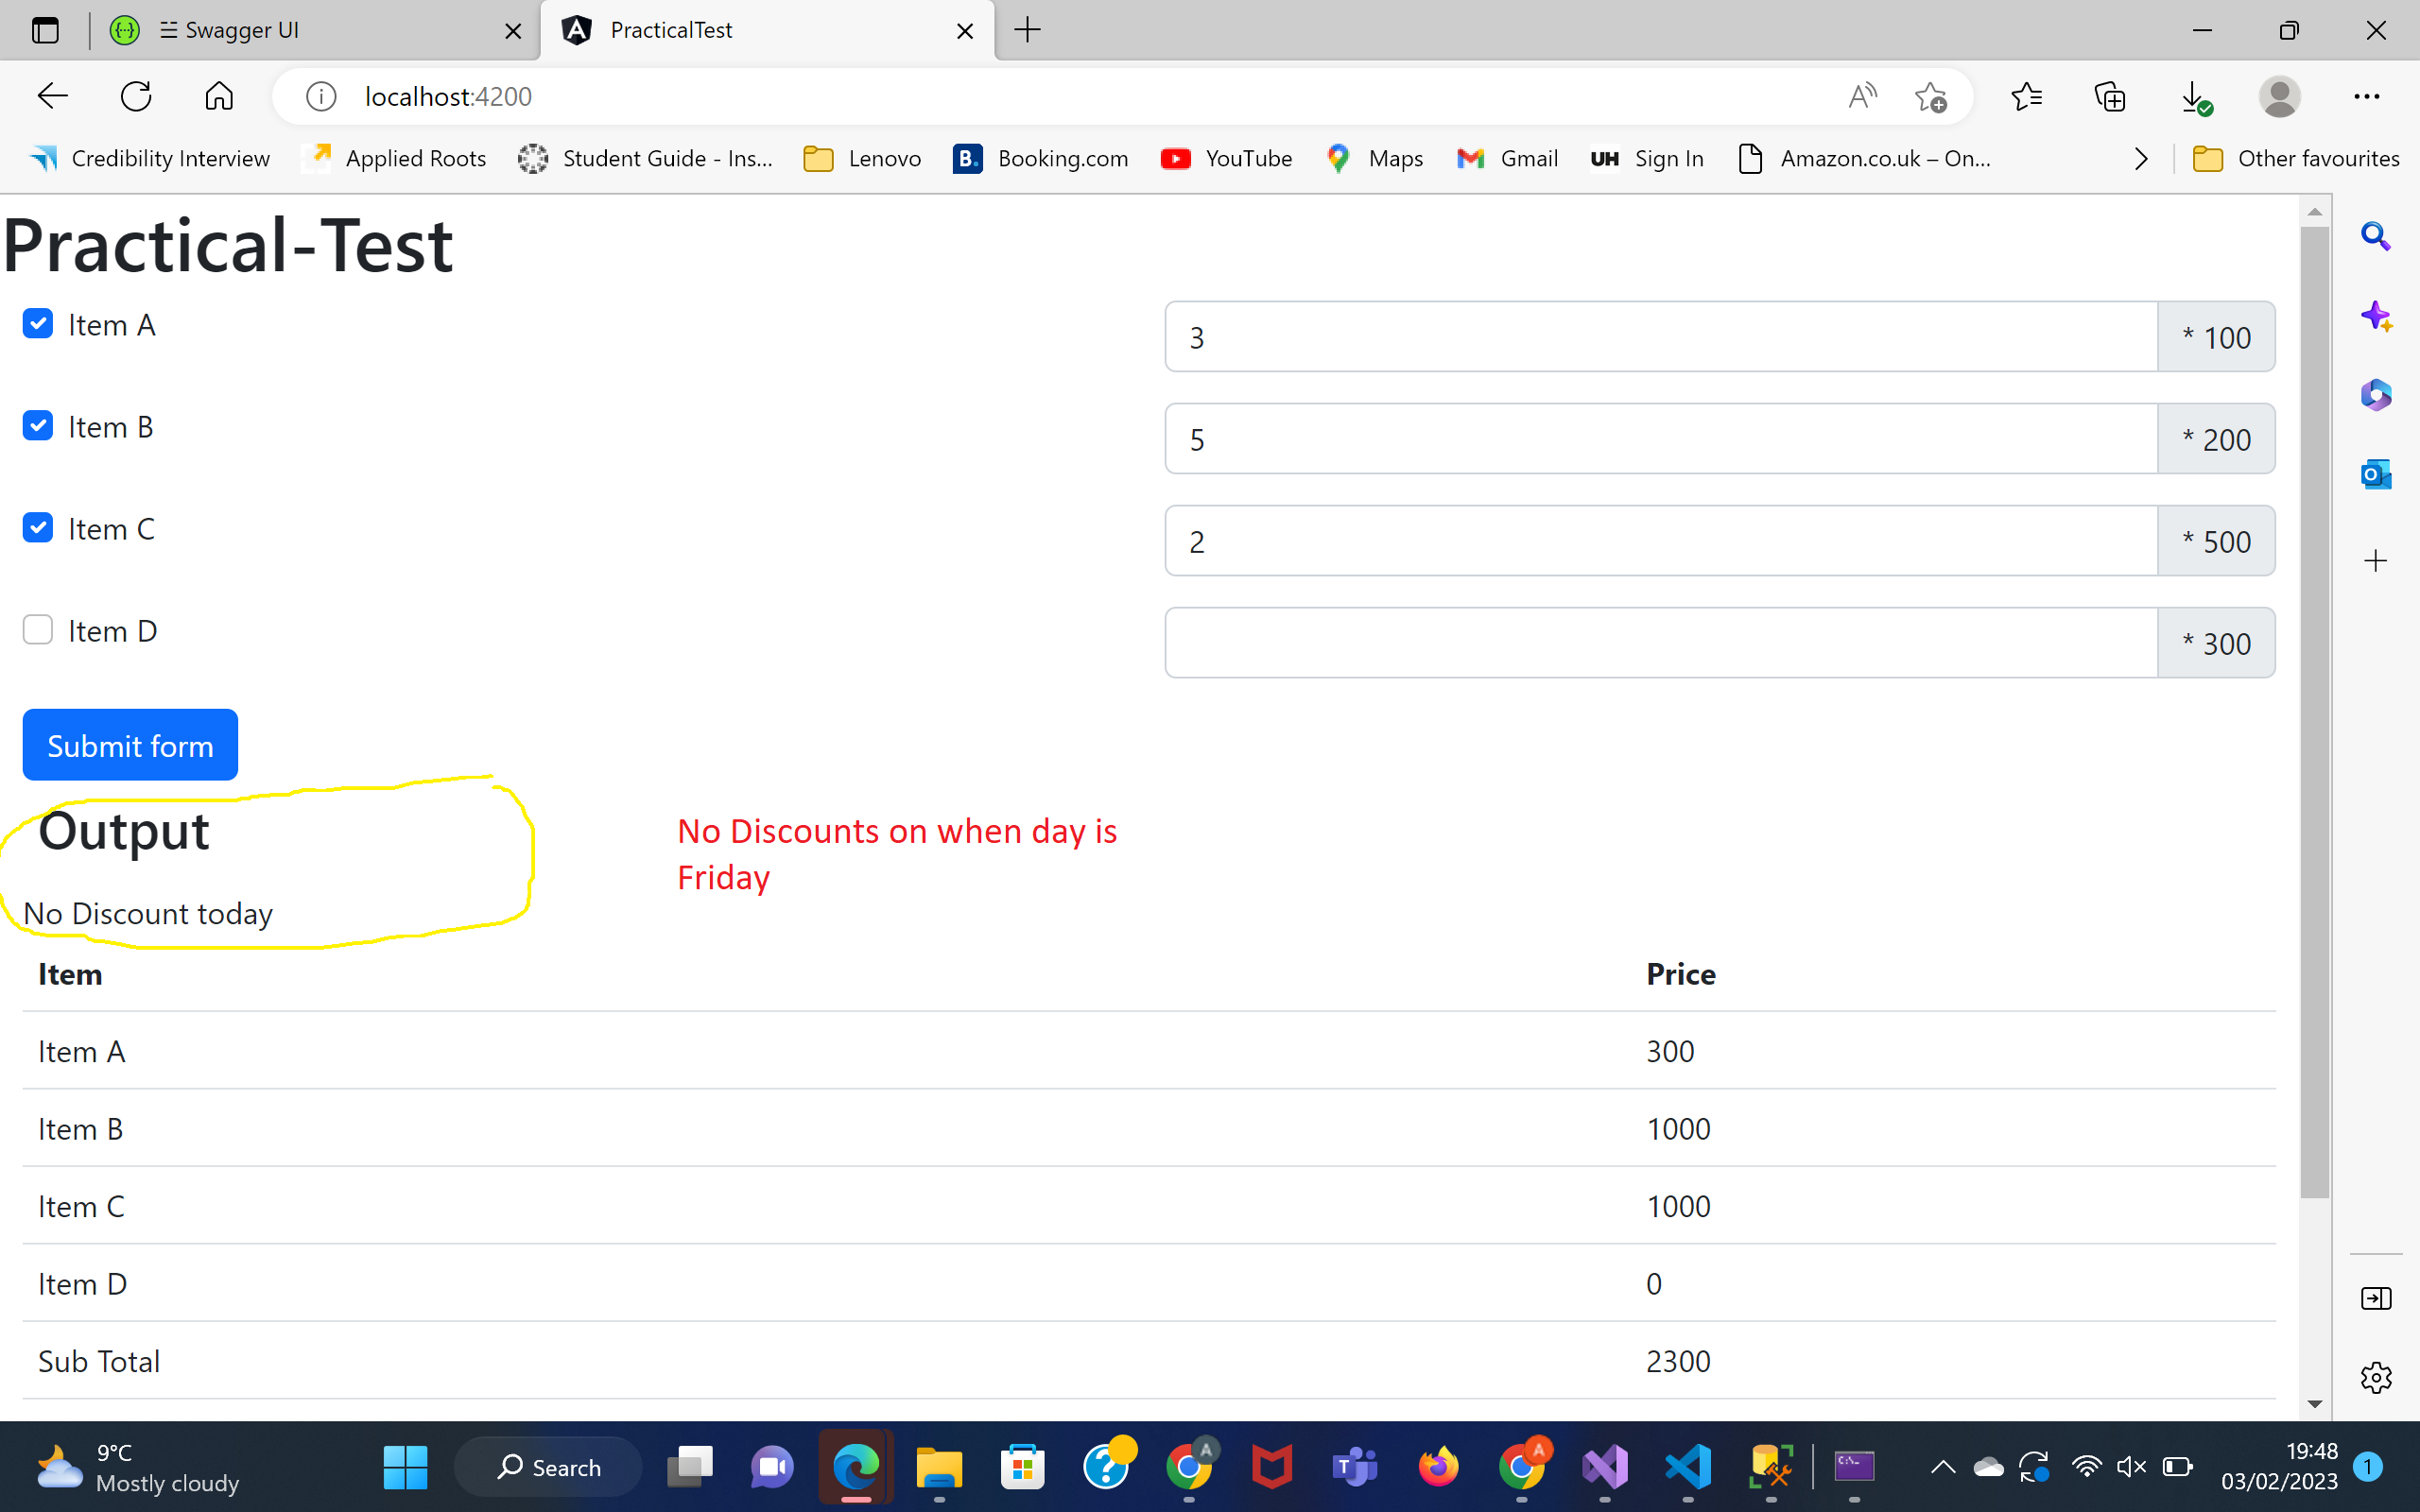 Swagger UI
PracticalTest
localhost:4200
Credibility Interview
Applied Roots
Student Guide - Ins...
Lenovo
B. Booking.com
YouTube
Maps
Gmail
UH Sign In
Amazon.co.uk – On...
Other favourites
Practical-Test
Item A
3
* 100
Item B
5
* 200
Item C
2
* 500
Item D
* 300
Submit form
Output
No Discounts on when day is
Friday
No Discount today
Item Price
Item A 300
Item B 1000
Item C 1000
Item D 0
Sub Total 2300
9°C
Mostly cloudy
Search
19:48
03/02/2023
1